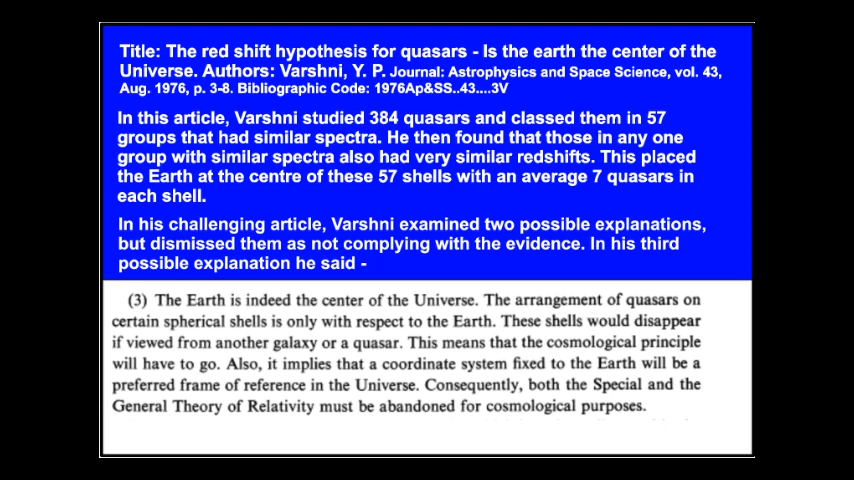 Title: The red shift hypothesis for quasars - Is the earth the center of the
Universe. Authors: Varshni, Y. P. Journal: Astrophysics and Space Science, vol. 43,
Aug. 1976, p. 3-8. Bibliographic Code: 1976Ap&SS..43....3V
In this article, Varshni studied 384 quasars and classed them in 57
groups that had similar spectra. He then found that those in any one
group with similar spectra also had very similar redshifts. This placed
the Earth at the centre of these 57 shells with an average 7 quasars in
each shell.
In his challenging article, Varshni examined two possible explanations,
but dismissed them as not complying with the evidence. In his third
possible explanation he said -
(3) The Earth is indeed the center of the Universe. The arrangement of quasars on
certain spherical shells is only with respect to the Earth. These shells would disappear
if viewed from another galaxy or a quasar. This means that the cosmological principle
will have to go. Also, it implies that a coordinate system fixed to the Earth will be a
preferred frame of reference in the Universe. Consequently, both the Special and the
General Theory of Relativity must be abandoned for cosmological purposes.